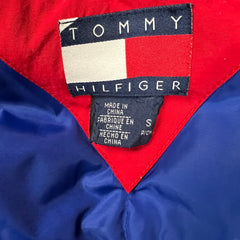 TOMMY
HILFIGER
MADE IN
CHINA
FABRIQUÉ EN
CHINE
HECHO EN
CHINA
S